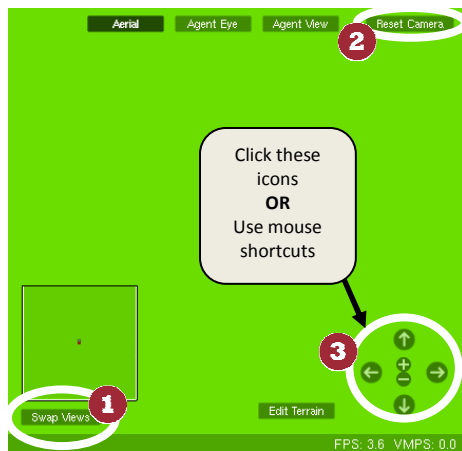 Aerial
Agent Eye
Agent View
Reset Camera
2
Click these
icons
OR
Use mouse
shortcuts
3
+
−
1
Swap Views
Edit Terrain
FPS: 3.6 VMPS: 0.0